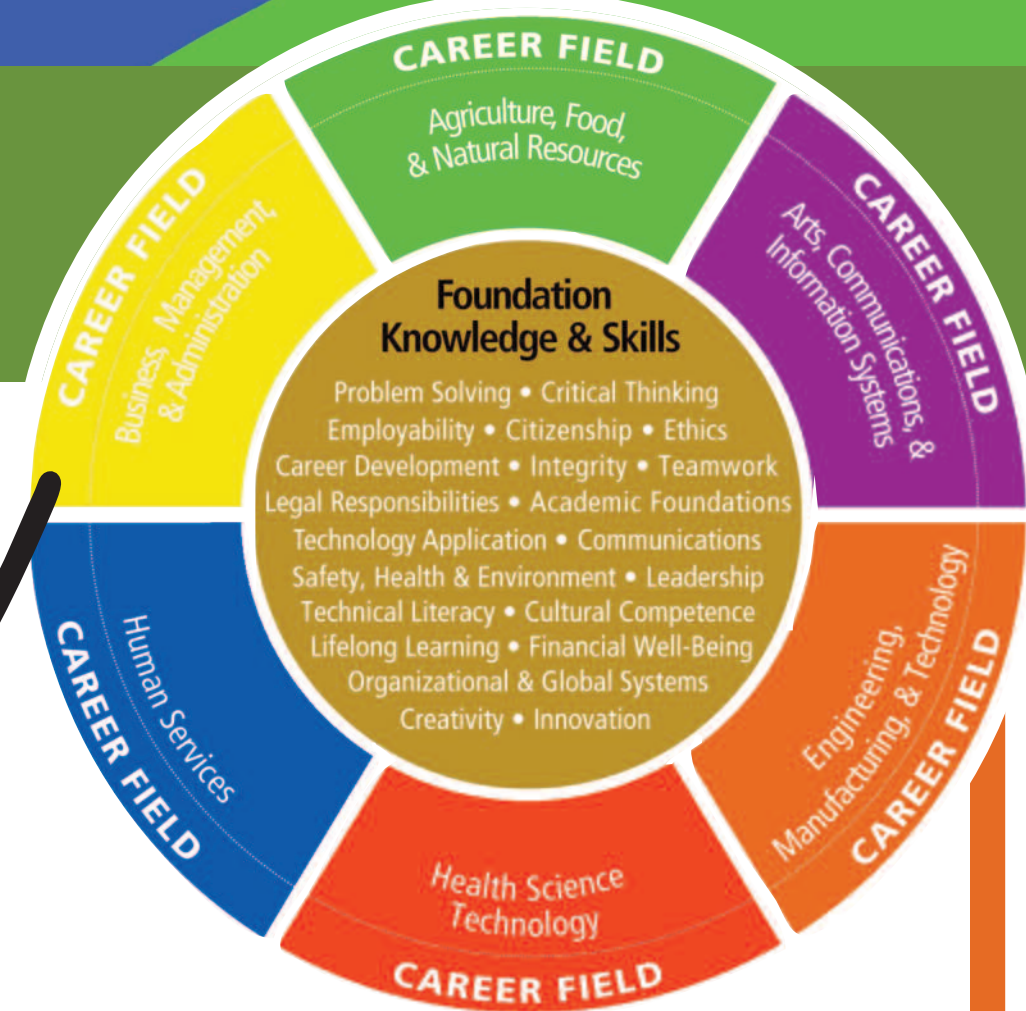 CAREER FIELD
Agriculture, Food,
& Natural Resources
CAREER FIELD
Arts, Communications, &
Information Systems
CAREER FIELD
Engineering,
Manufacturing, & Technology
CAREER FIELD
Health Science
Technology
CAREER FIELD
Human Services
CAREER FIELD
Business, Management,
& Administration
Foundation
Knowledge & Skills
Problem Solving • Critical Thinking
Employability • Citizenship • Ethics
Career Development • Integrity • Teamwork
Legal Responsibilities • Academic Foundations
Technology Application • Communications
Safety, Health & Environment • Leadership
Technical Literacy • Cultural Competence
Lifelong Learning • Financial Well-Being
Organizational & Global Systems
Creativity • Innovation